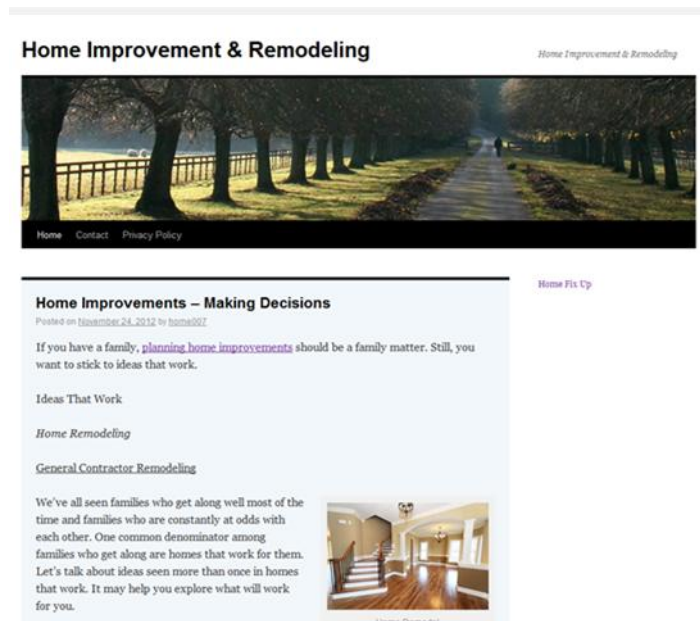 Home Improvement & Remodeling
Home Improvement & Remodeling
Home Contact Privacy Policy
Home Fix Up
Home Improvements – Making Decisions
Posted on November 24, 2012 by home007
If you have a family, planning home improvements should be a family matter. Still, you
want to stick to ideas that work.
Ideas That Work
Home Remodeling
General Contractor Remodeling
We've all seen families who get along well most of the
time and families who are constantly at odds with
each other. One common denominator among
families who get along are homes that work for them.
Let's talk about ideas seen more than once in homes
that work. It may help you explore what will work
for you.